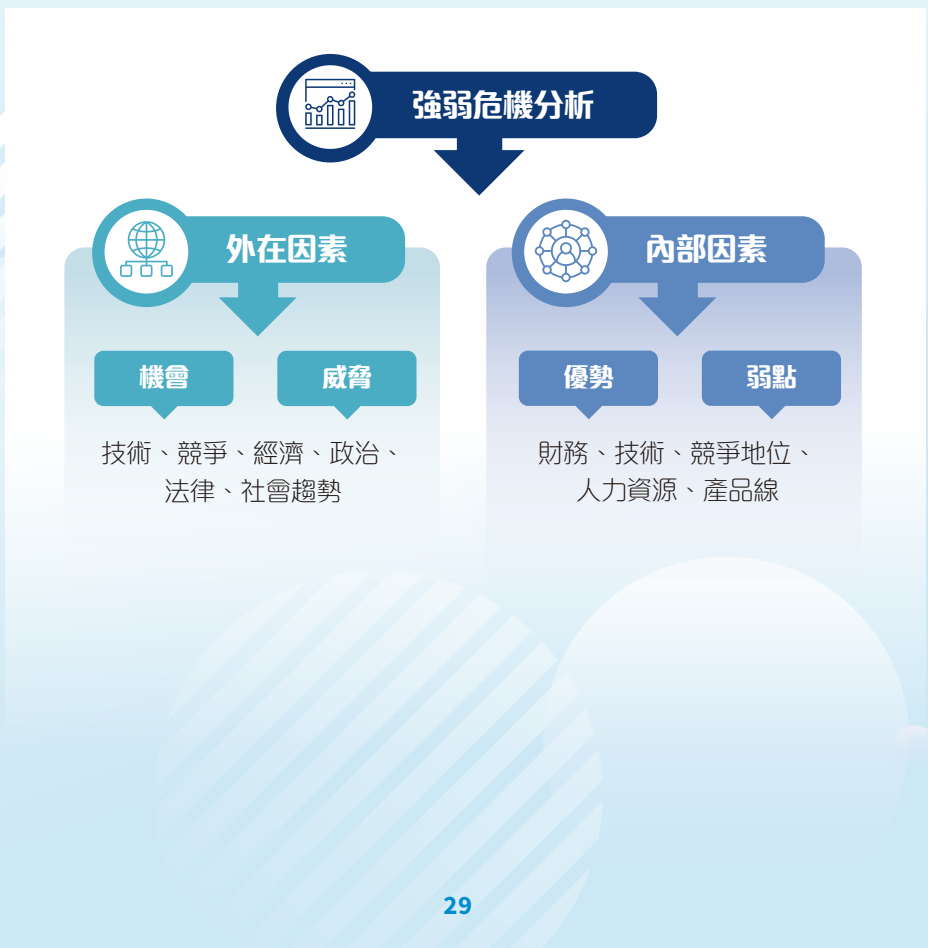 強弱危機分析
外在因素
機會
威脅
技術、競爭、經濟、政治、
法律、社會趨勢
內部因素
優勢
弱點
財務、技術、競爭地位、
人力資源、產品線
29